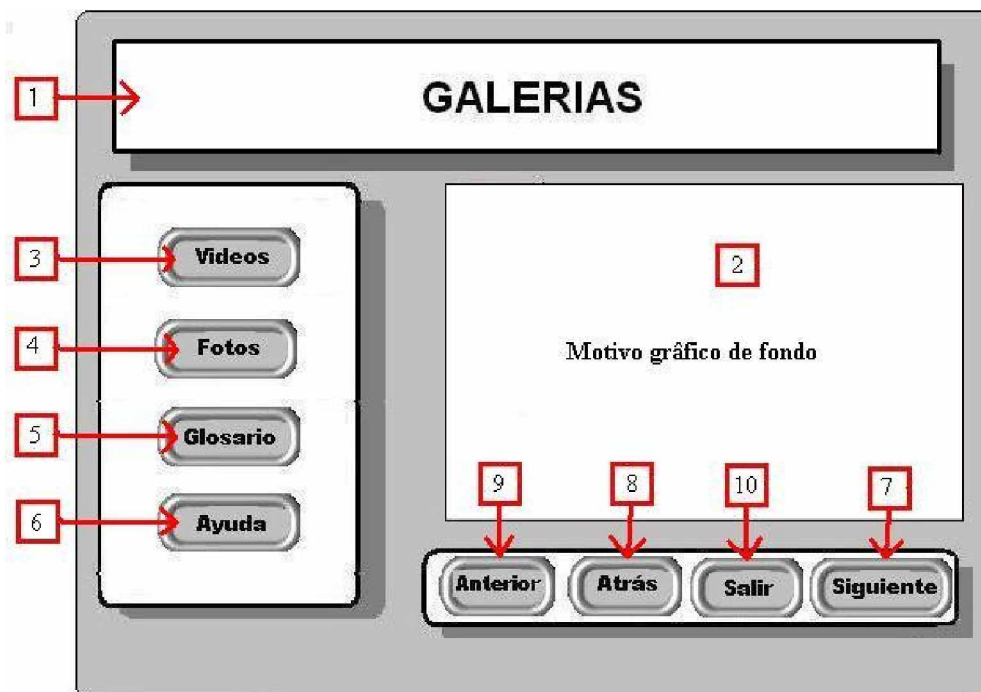 GALERIAS
1
3
Videos
2
4
Fotos
Motivo grâfico de fondo
5
Glosario
6
Ayuda
9
8
10
7
Anterior
Atrás
Salir
Siguiente